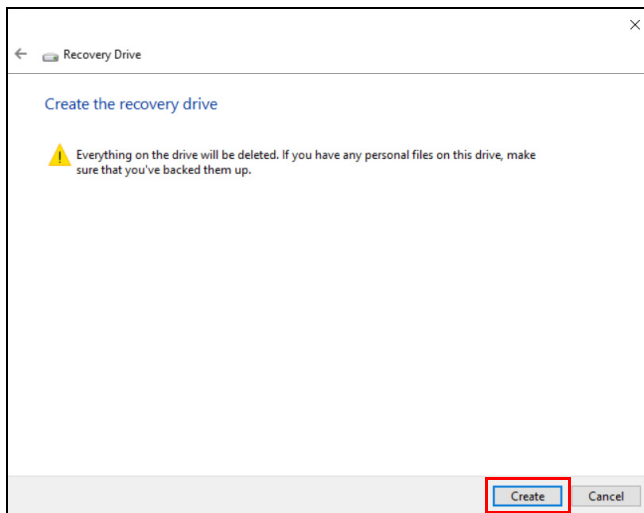 Recovery Drive
Create the recovery drive
Everything on the drive will be deleted. If you have any personal files on this drive, make
sure that you've backed them up.
Create Cancel